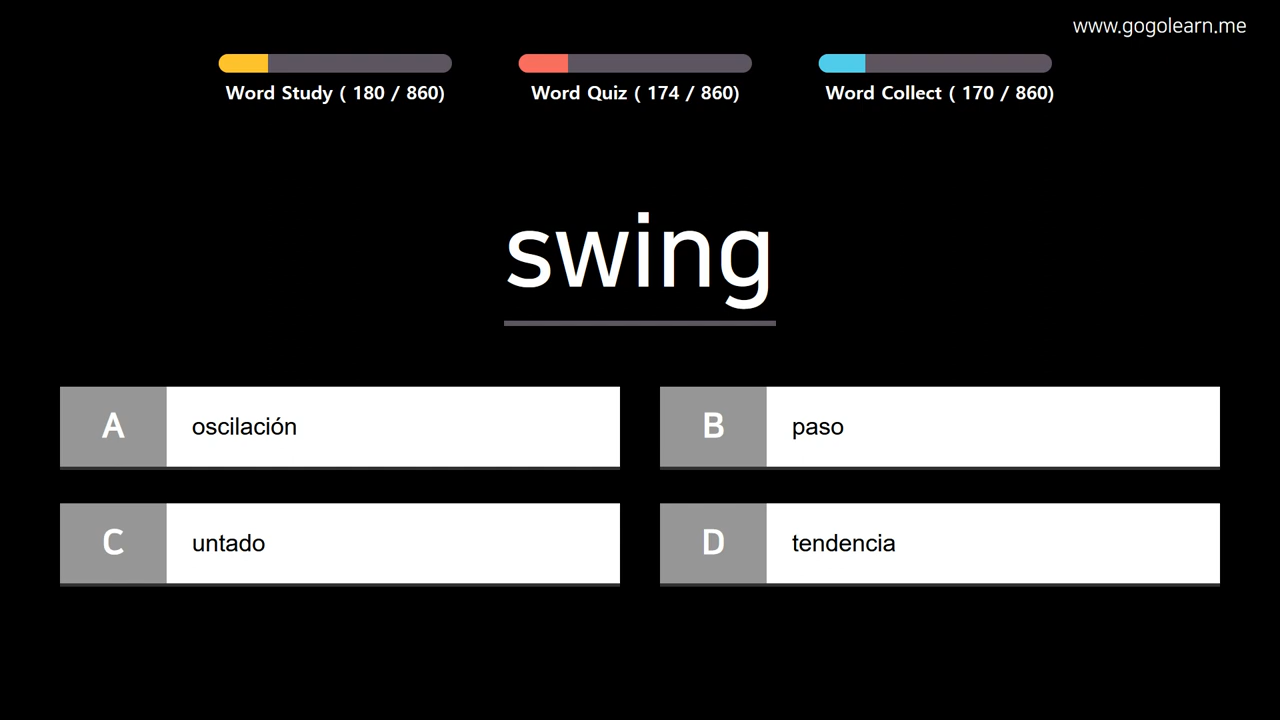 www.gogolearn.me
Word Study ( 180 / 860)
Word Quiz ( 174 / 860)
Word Collect ( 170 / 860)
swing
A oscilación
B paso
C untado
D tendencia